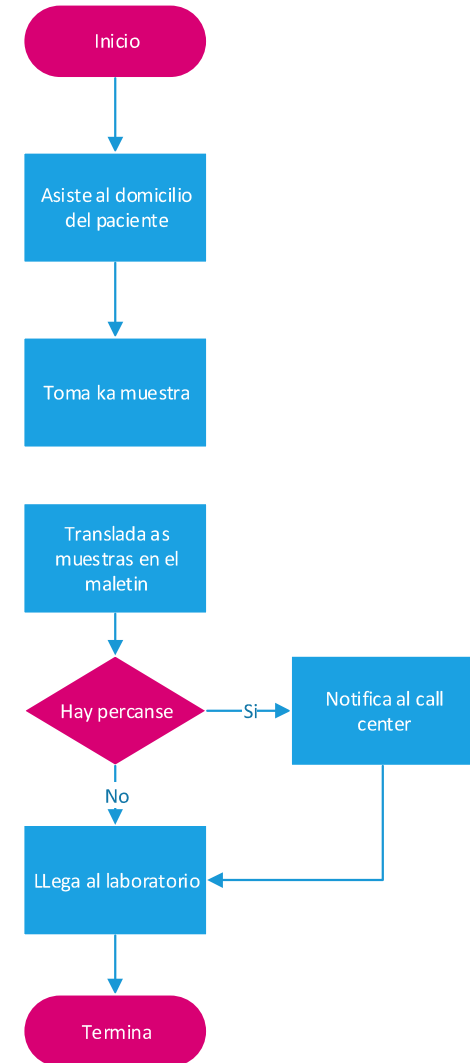 Inicio
Asiste al domicilio
del paciente
Toma ka muestra
Translada as
muestras en el
maletin
Hay percanse
Si
Notifica al call
center
No
LLega al laboratorio
Termina